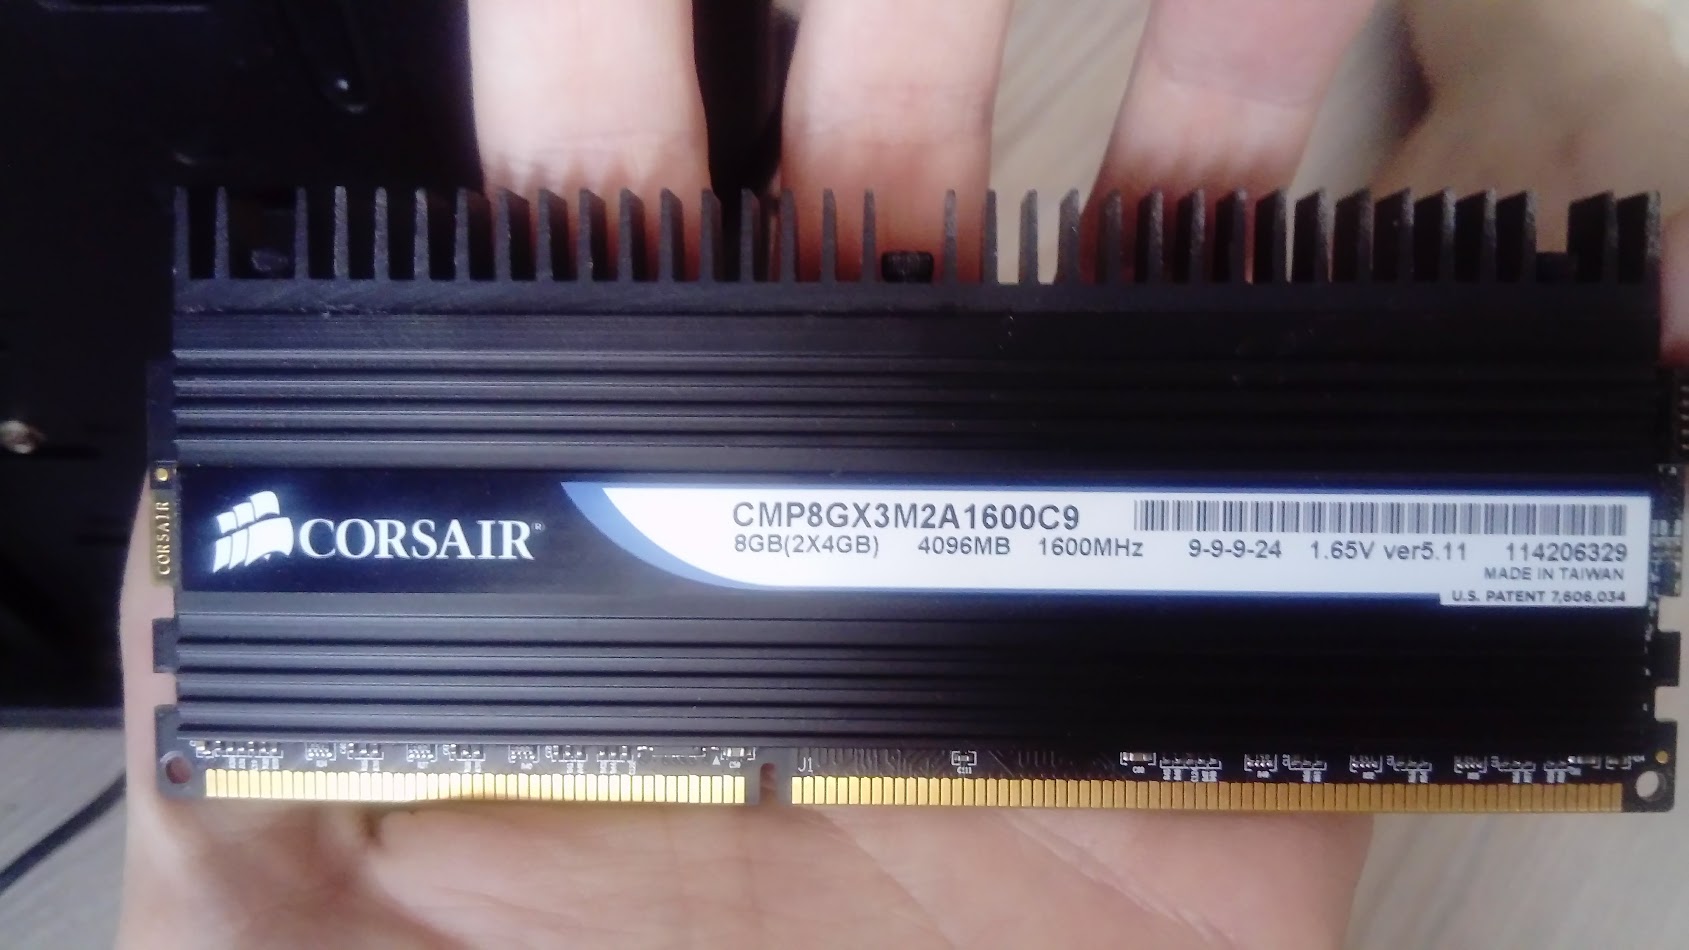 CORSAIR
CORSAIR®
CMP8GX3M2A1600C9
8GB(2X4GB) 4096MB 1600MHz 9-9-9-24 1.65V ver5.11 114206329
MADE IN TAIWAN
U.S. PATENT 7,606,034
J1
C111